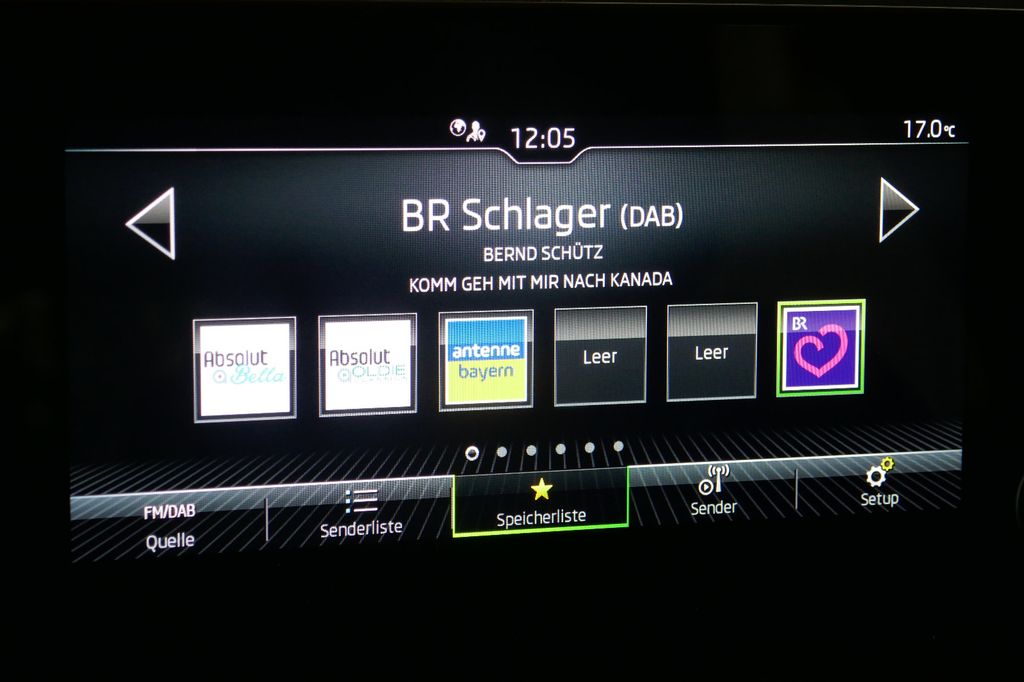 12:05
17.0°C
BR Schlager (DAB)
BERND SCHÜTZ
KOMM GEH MIT MIR NACH KANADA
Absolut
Bella
Absolut
OLDIE
antenne
bayern
Leer
Leer
BR
FM/DAB
Quelle
Senderliste
Speicherliste
Sender
Setup